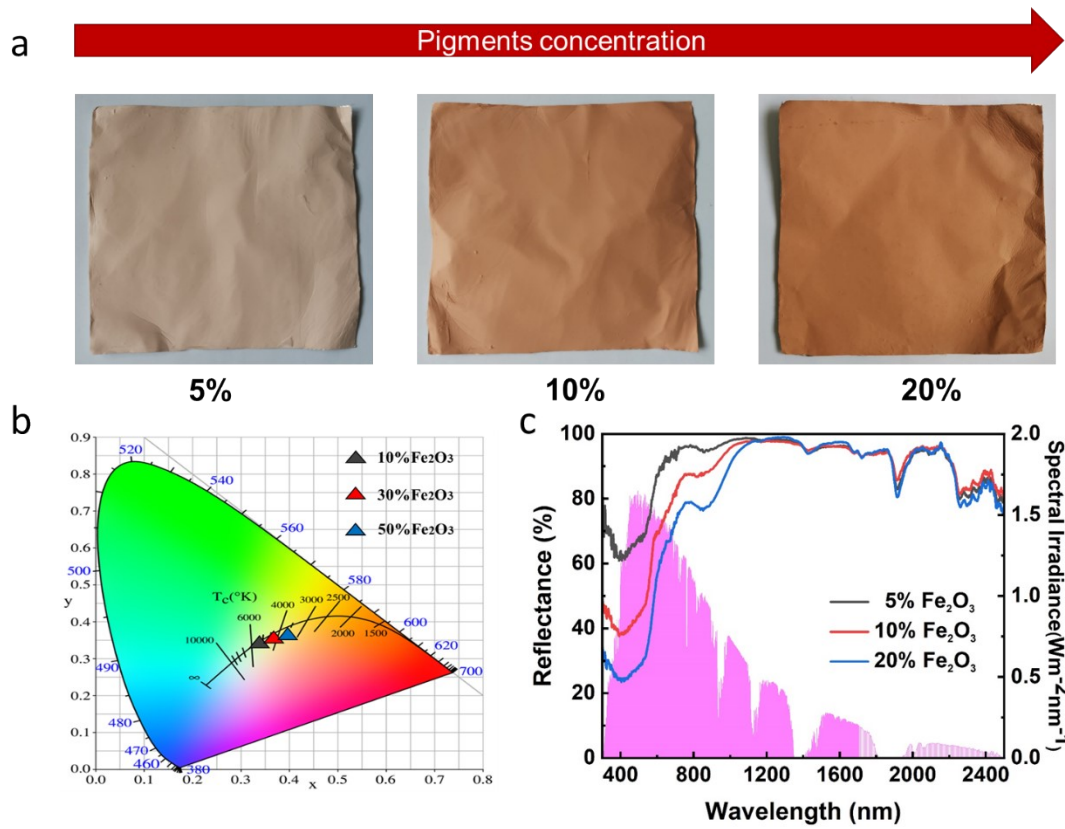 a
Pigments concentration
5%
10%
20%
b
0.9
0.8
0.7
0.6
0.5
y
0.4
0.3
0.2
0.1
0.0
0.0 0.1 0.2 0.3 0.4 0.5 0.6 0.7 0.8
x
520
540
560
580
600
620
700
500
490
480
470
460
380
10%Fe₂O₃
30%Fe₂O₃
50%Fe₂O₃
T_C(°K)
∞
10000
6000
4000
3000
2500
2000
1500
c
100
80
60
40
20
0
Reflectance (%)
400 800 1200 1600 2000 2400
Wavelength (nm)
2.0
1.5
1.0
0.5
0.0
Spectral Irradiance(Wm⁻²nm⁻¹)
5% Fe₂O₃
10% Fe₂O₃
20% Fe₂O₃